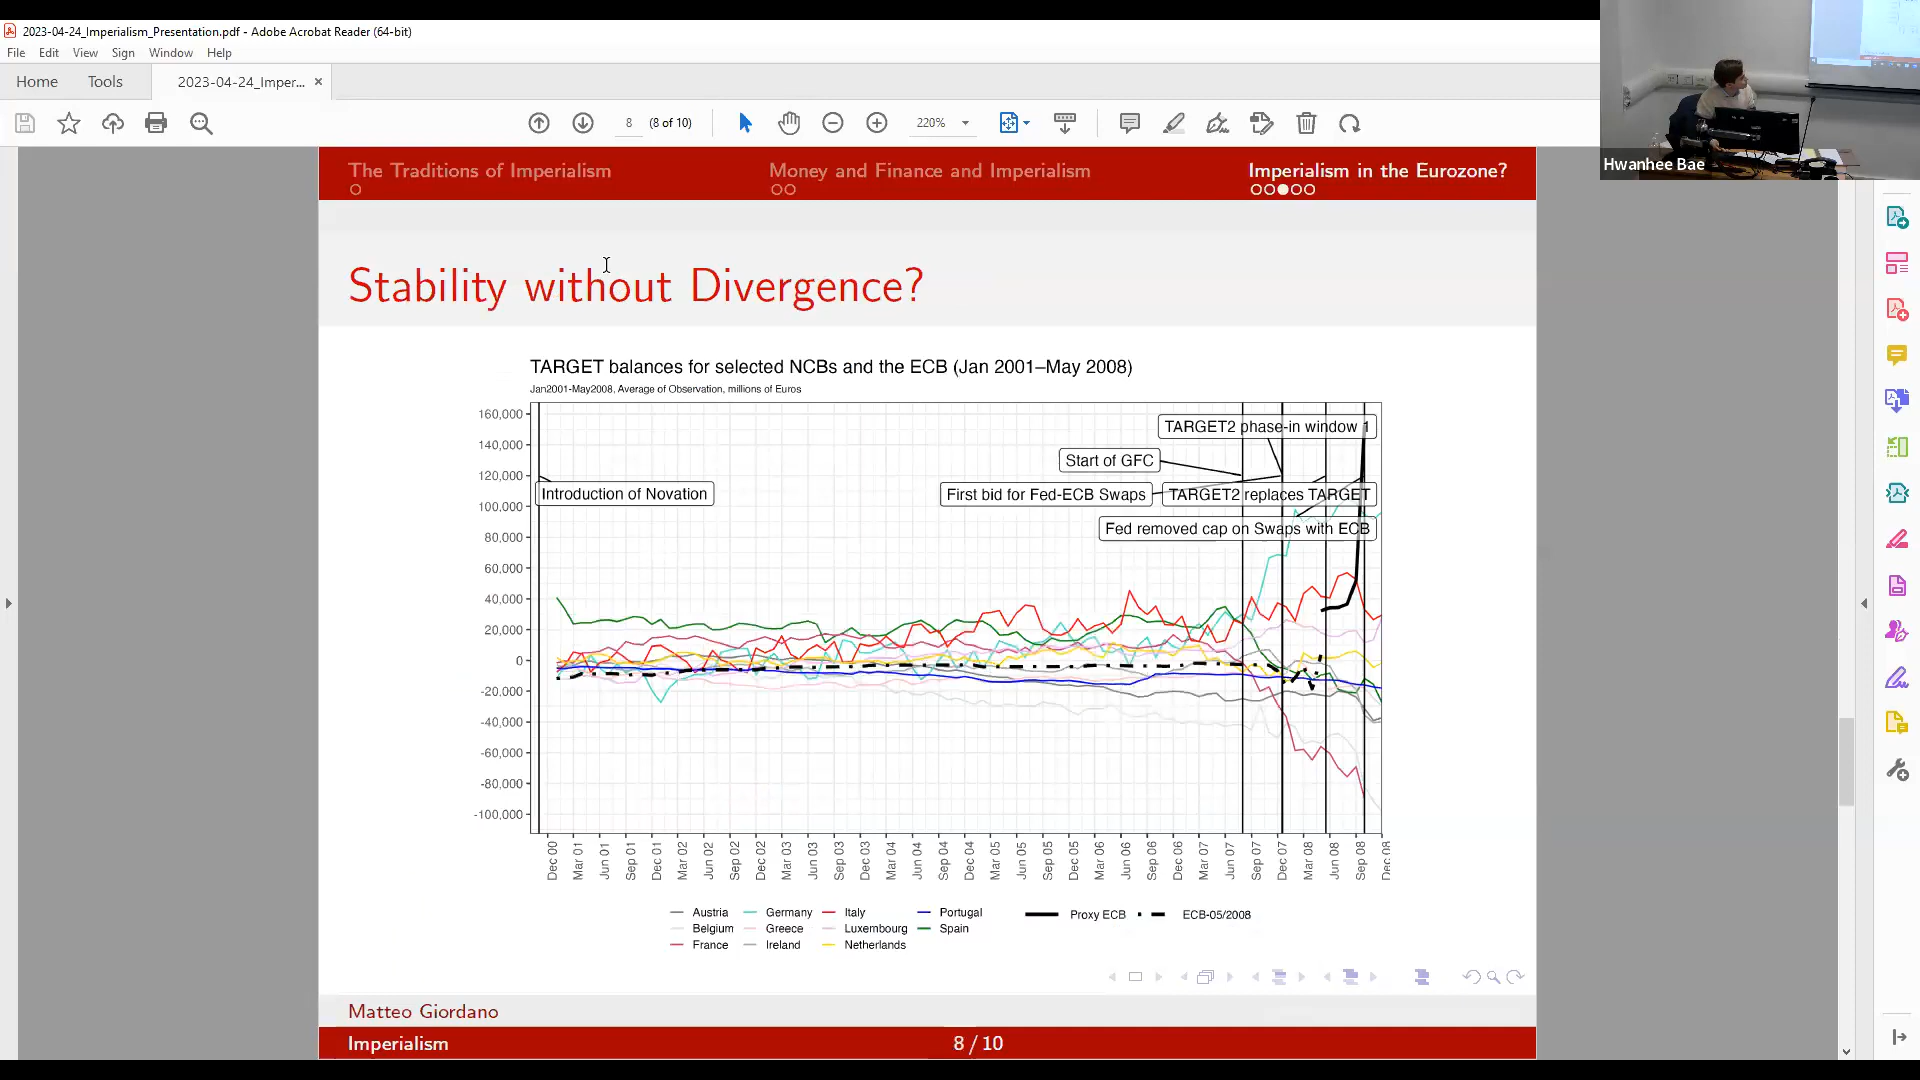 2023-04-24_Imperialism_Presentation.pdf - Adobe Acrobat Reader (64-bit)
File Edit View Sign Window Help
Home Tools 2023-04-24_Imper... ×
8 (8 of 10) 220%
Hwanhee Bae
The Traditions of Imperialism Money and Finance and Imperialism Imperialism in the Eurozone?
Stability without Divergence?
TARGET balances for selected NCBs and the ECB (Jan 2001–May 2008)
Jan2001-May2008, Average of Observation, millions of Euros
160,000
140,000
120,000
100,000
80,000
60,000
40,000
20,000
0
-20,000
-40,000
-60,000
-80,000
-100,000
TARGET2 phase-in window 1
Start of GFC
Introduction of Novation
First bid for Fed-ECB Swaps
TARGET2 replaces TARGET
Fed removed cap on Swaps with ECB
Dec 00 Mar 01 Jun 01 Sep 01 Dec 01 Mar 02 Jun 02 Sep 02 Dec 02 Mar 03 Jun 03 Sep 03 Dec 03 Mar 04 Jun 04 Sep 04 Dec 04 Mar 05 Jun 05 Sep 05 Dec 05 Mar 06 Jun 06 Sep 06 Dec 06 Mar 07 Jun 07 Sep 07 Dec 07 Mar 08 Jun 08 Sep 08 Dec 08
Austria Germany Italy Portugal Proxy ECB ECB-05/2008
Belgium Greece Luxembourg Spain
France Ireland Netherlands
Matteo Giordano
Imperialism 8 / 10